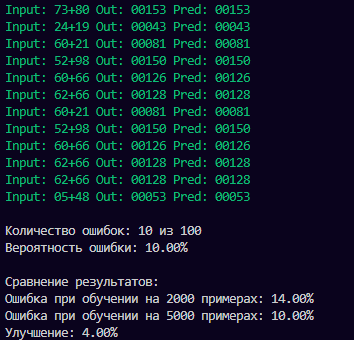 Input: 73+80 Out: 00153 Pred: 00153
Input: 24+19 Out: 00043 Pred: 00043
Input: 60+21 Out: 00081 Pred: 00081
Input: 52+98 Out: 00150 Pred: 00150
Input: 60+66 Out: 00126 Pred: 00126
Input: 62+66 Out: 00128 Pred: 00128
Input: 60+21 Out: 00081 Pred: 00081
Input: 52+98 Out: 00150 Pred: 00150
Input: 60+66 Out: 00126 Pred: 00126
Input: 62+66 Out: 00128 Pred: 00128
Input: 62+66 Out: 00128 Pred: 00128
Input: 05+48 Out: 00053 Pred: 00053
Количество ошибок: 10 из 100
Вероятность ошибки: 10.00%
Сравнение результатов:
Ошибка при обучении на 2000 примерах: 14.00%
Ошибка при обучении на 5000 примерах: 10.00%
Улучшение: 4.00%